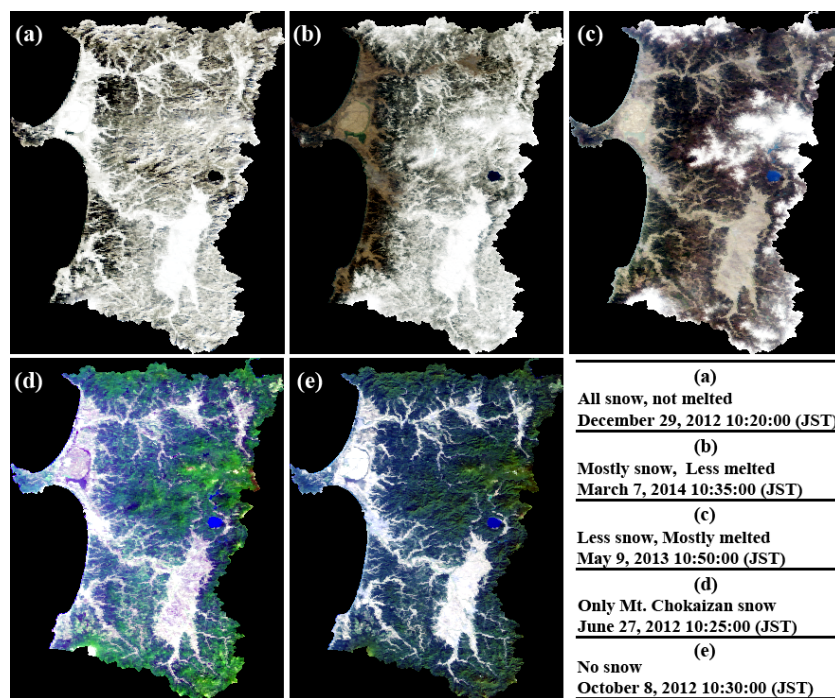 (a)
(b)
(c)
(d)
(e)
(a)
All snow, not melted
December 29, 2012 10:20:00 (JST)
(b)
Mostly snow, Less melted
March 7, 2014 10:35:00 (JST)
(c)
Less snow, Mostly melted
May 9, 2013 10:50:00 (JST)
(d)
Only Mt. Chokaizan snow
June 27, 2012 10:25:00 (JST)
(e)
No snow
October 8, 2012 10:30:00 (JST)